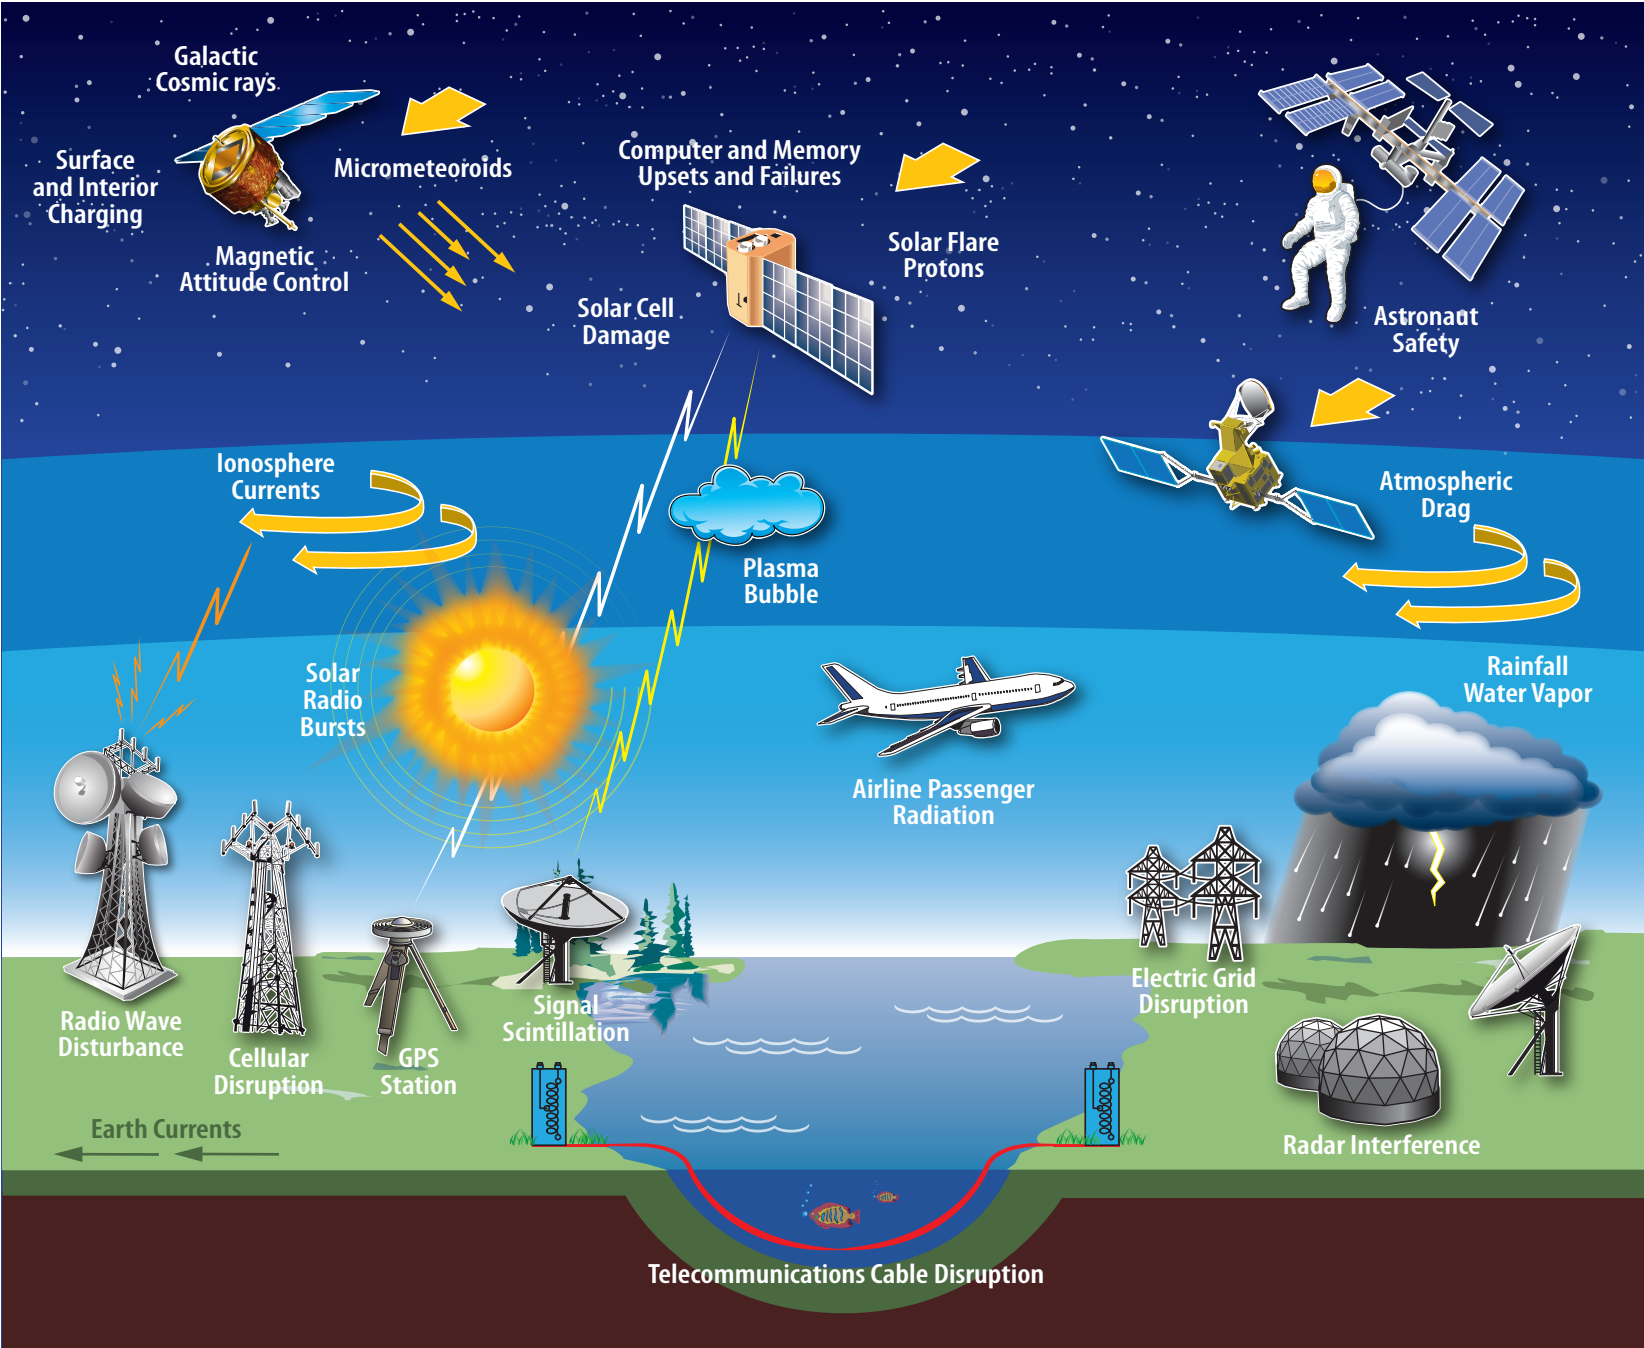 Galactic
Cosmic rays
Surface
and Interior
Charging
Micrometeoroids
Magnetic
Attitude Control
Computer and Memory
Upsets and Failures
Solar Flare
Protons
Solar Cell
Damage
Astronaut
Safety
Ionosphere
Currents
Atmospheric
Drag
Plasma
Bubble
Solar
Radio
Bursts
Rainfall
Water Vapor
Airline Passenger
Radiation
Electric Grid
Disruption
Signal
Scintillation
Radio Wave
Disturbance
Cellular
Disruption
GPS
Station
Earth Currents
Radar Interference
Telecommunications Cable Disruption